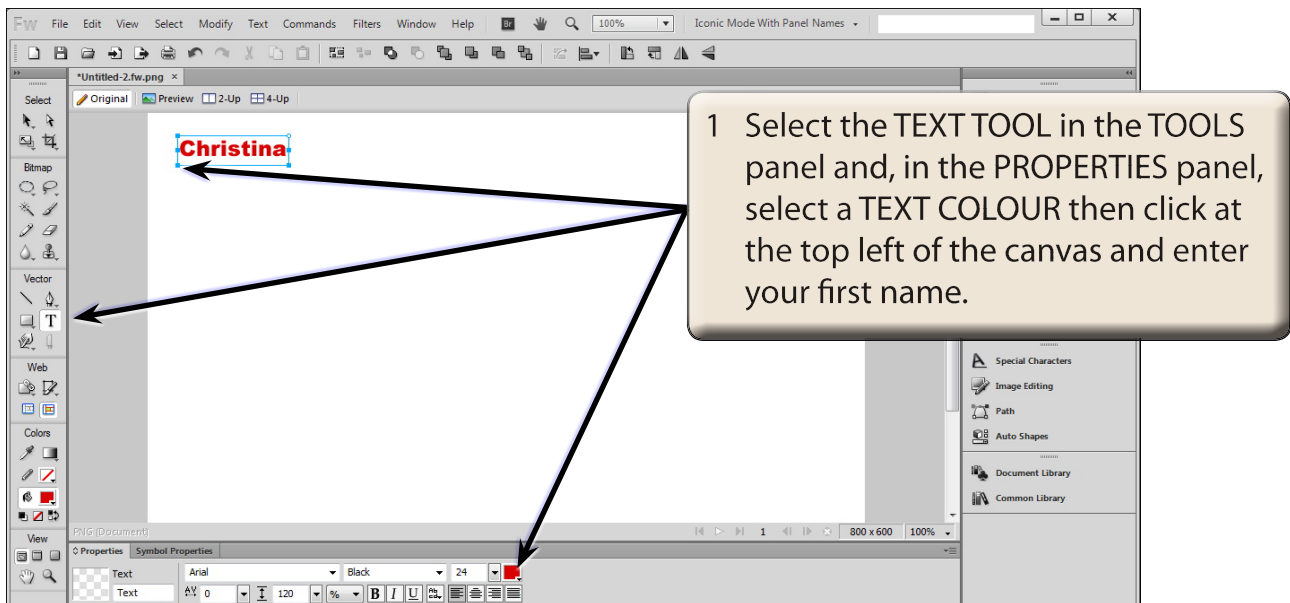 Fw File Edit View Select Modify Text Commands Filters Window Help Br 100% Iconic Mode With Panel Names
*Untitled-2.fw.png ×
Select
Original Preview 2-Up 4-Up
Christina
1 Select the TEXT TOOL in the TOOLS
panel and, in the PROPERTIES panel,
select a TEXT COLOUR then click at
the top left of the canvas and enter
your first name.
Bitmap
Vector
T
Web
Colors
View
Special Characters
Image Editing
Path
Auto Shapes
Document Library
Common Library
PNG (Document) 1 800 x 600 100%
Properties Symbol Properties
Text Arial Black 24
Text AV 0 120 % B I U